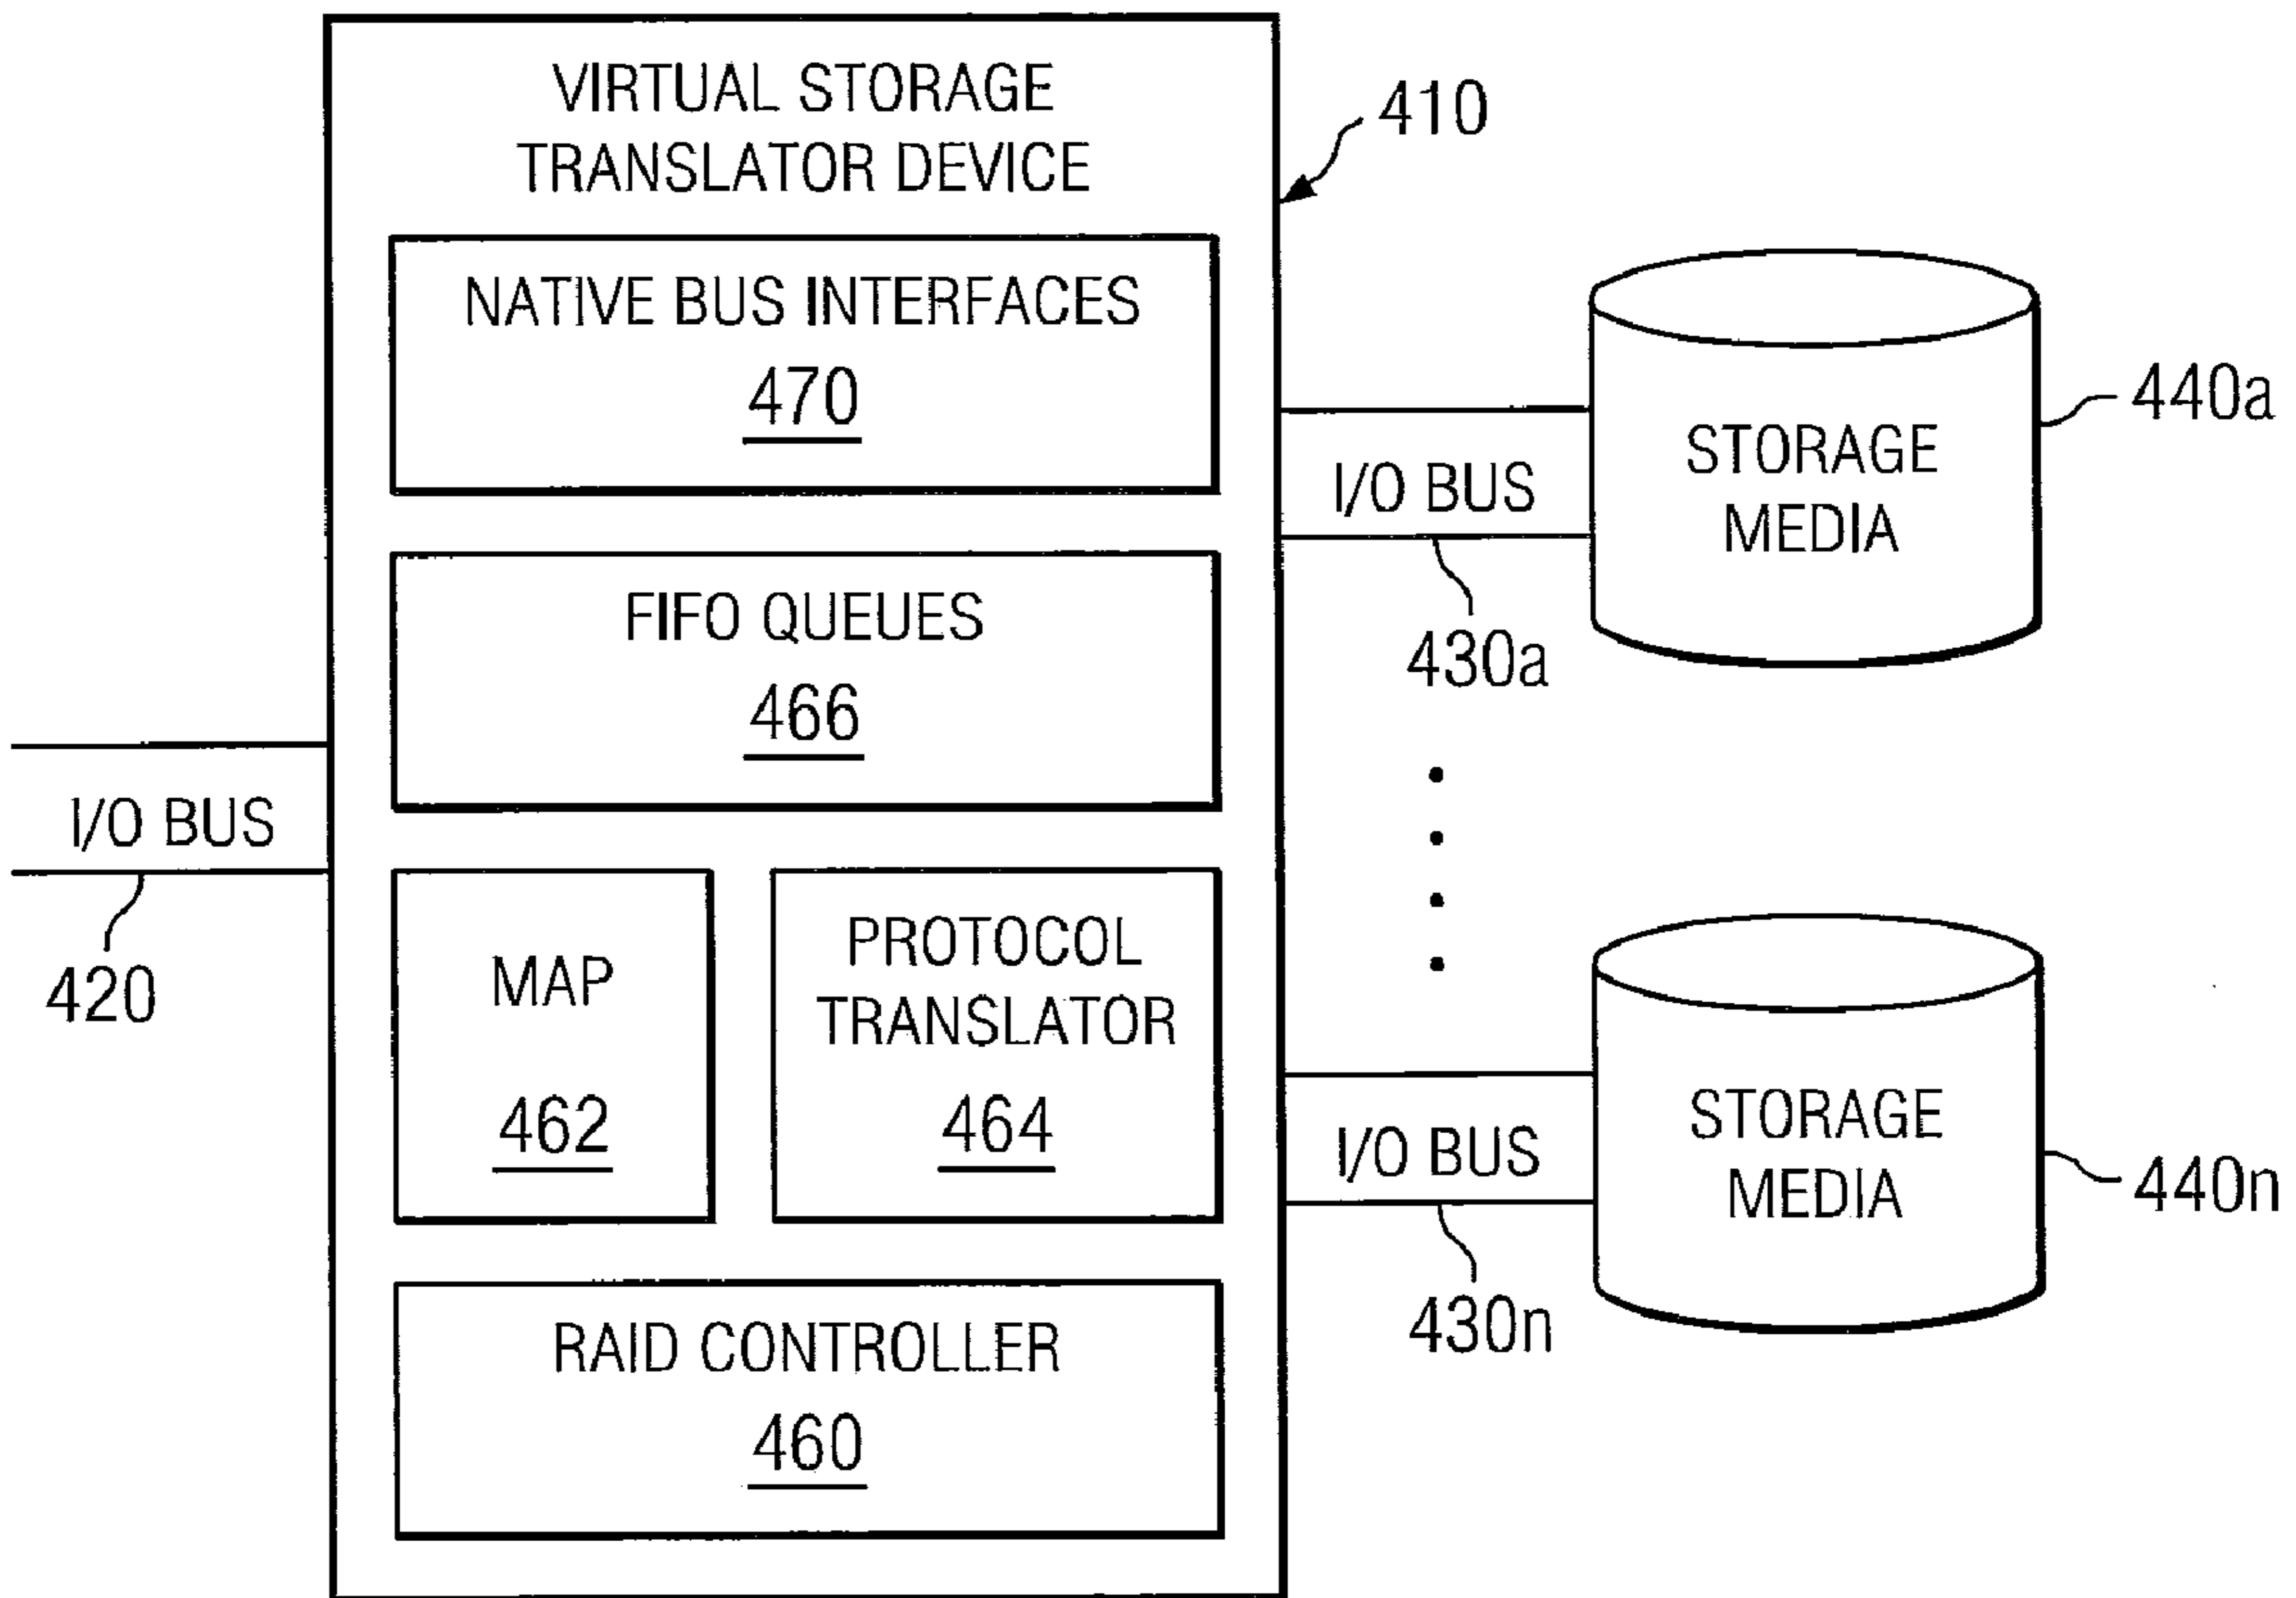 VIRTUAL STORAGE
TRANSLATOR DEVICE
410
NATIVE BUS INTERFACES
470
440a
STORAGE
MEDIA
I/O BUS
430a
FIFO QUEUES
466
I/O BUS
420
MAP
462
PROTOCOL
TRANSLATOR
464
STORAGE
MEDIA
I/O BUS
440n
430n
RAID CONTROLLER
460